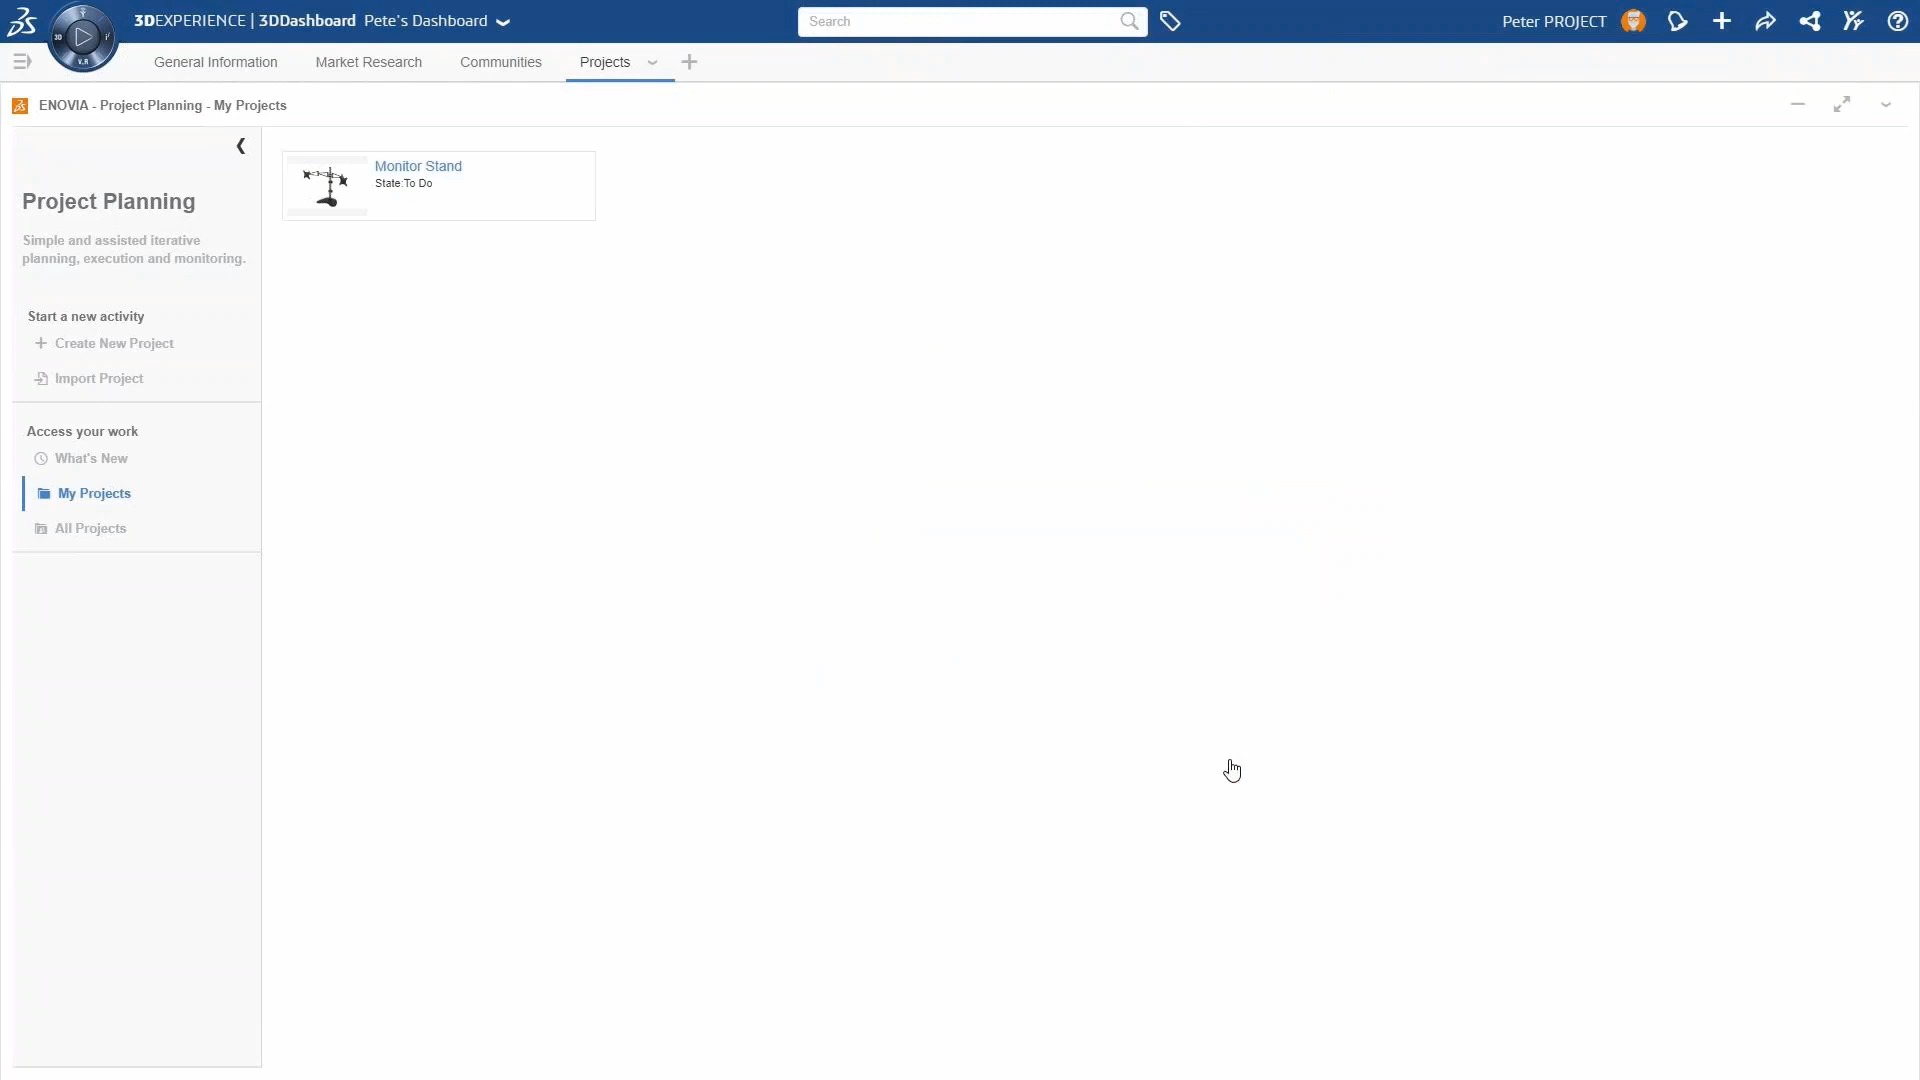 3DEXPERIENCE | 3DDashboard Pete's Dashboard
Search
Peter PROJECT
3D
V.R
General Information
Market Research
Communities
Projects
ENOVIA - Project Planning - My Projects
Monitor Stand
State:To Do
Project Planning
Simple and assisted iterative
planning, execution and monitoring.
Start a new activity
Create New Project
Import Project
Access your work
What's New
My Projects
All Projects